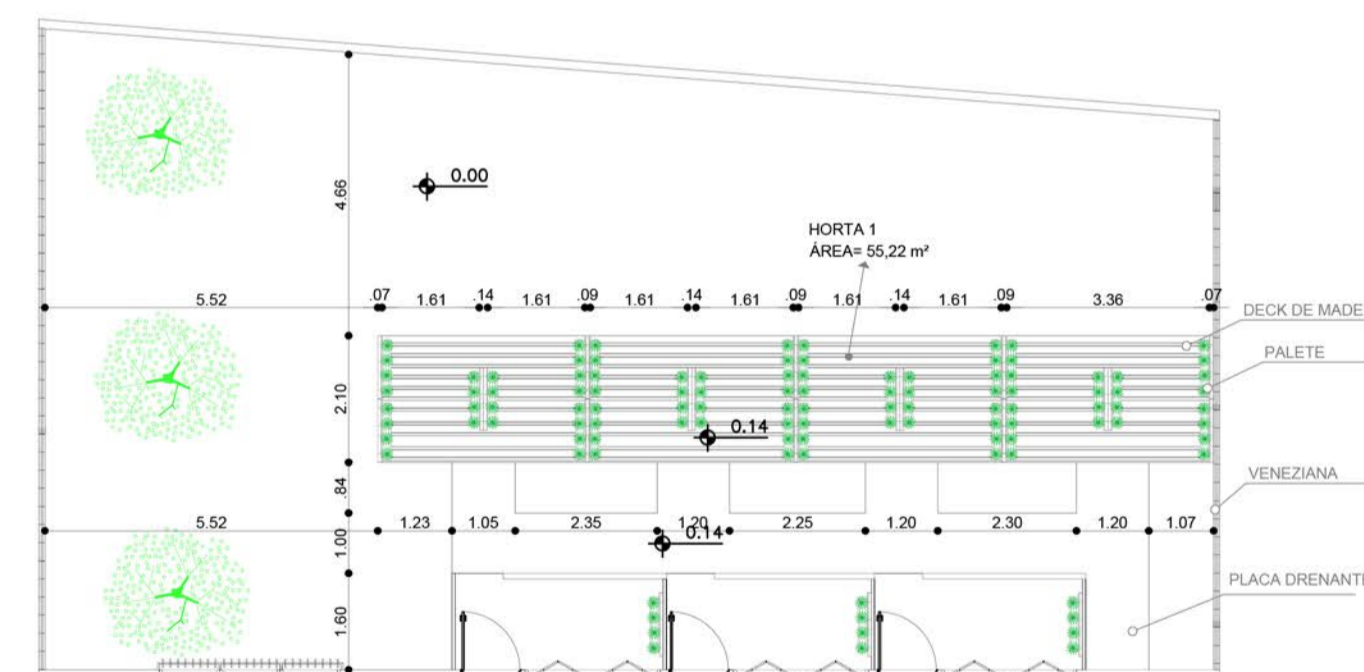 0.00
4.66
HORTA 1
ÁREA= 55,22 m²
5.52 .07 1.61 .14 1.61 .09 1.61 .14 1.61 .09 1.61 .14 1.61 .09 3.36 .07
DECK DE MADE
PALETE
2.10
0.14
VENEZIANA
.84
5.52 1.23 1.05 2.35 1.20 2.25 1.20 2.30 1.20 1.07
0.14
1.00
PLACA DRENANTE
1.60